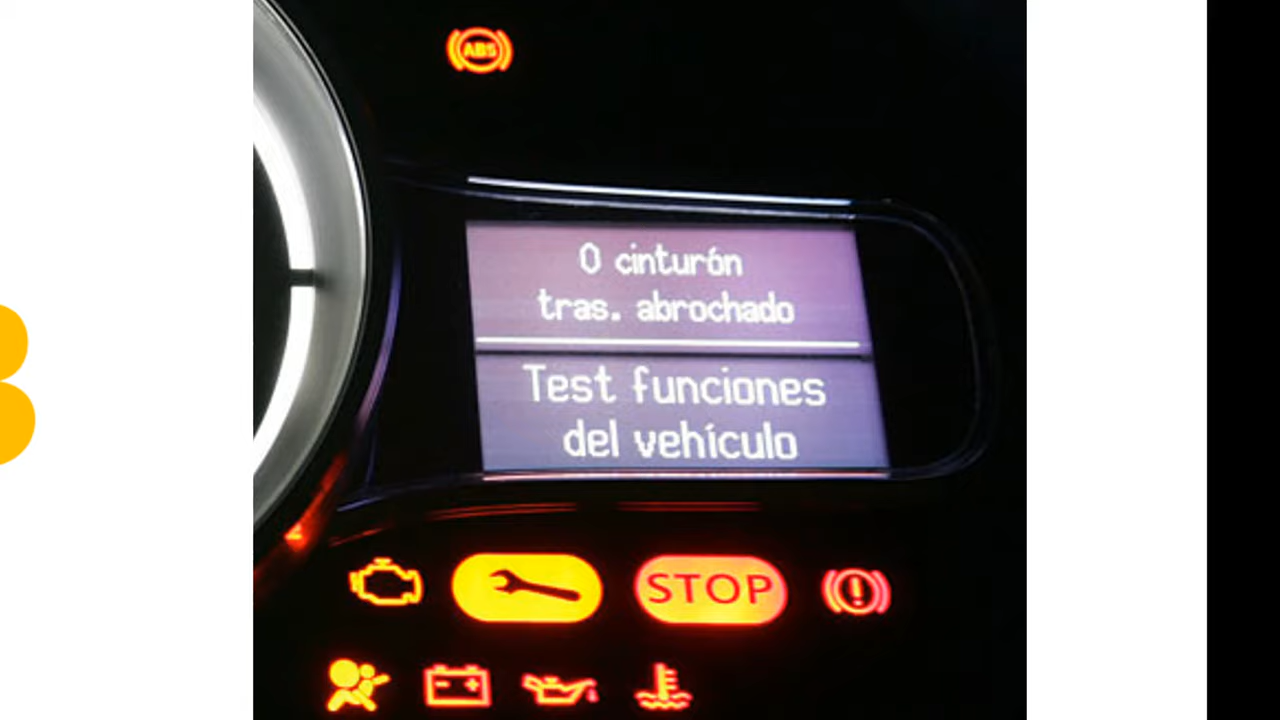 ABS
0 cinturón
tras. abrochado
Test funciones
del vehículo
STOP